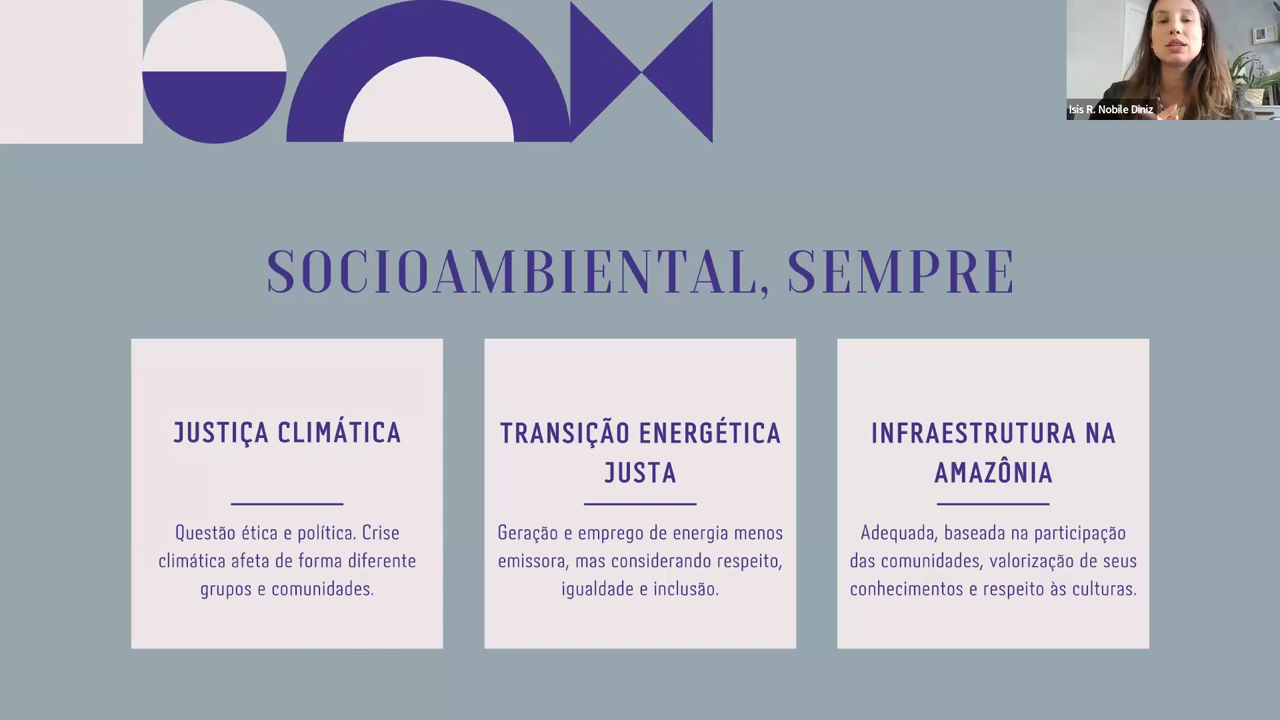 Isis R. Nobile Diniz
SOCIOAMBIENTAL, SEMPRE
JUSTIÇA CLIMÁTICA
Questão ética e política. Crise
climática afeta de forma diferente
grupos e comunidades.
TRANSIÇÃO ENERGÉTICA
JUSTA
Geração e emprego de energia menos
emissora, mas considerando respeito,
igualdade e inclusão.
INFRAESTRUTURA NA
AMAZÔNIA
Adequada, baseada na participação
das comunidades, valorização de seus
conhecimentos e respeito às culturas.